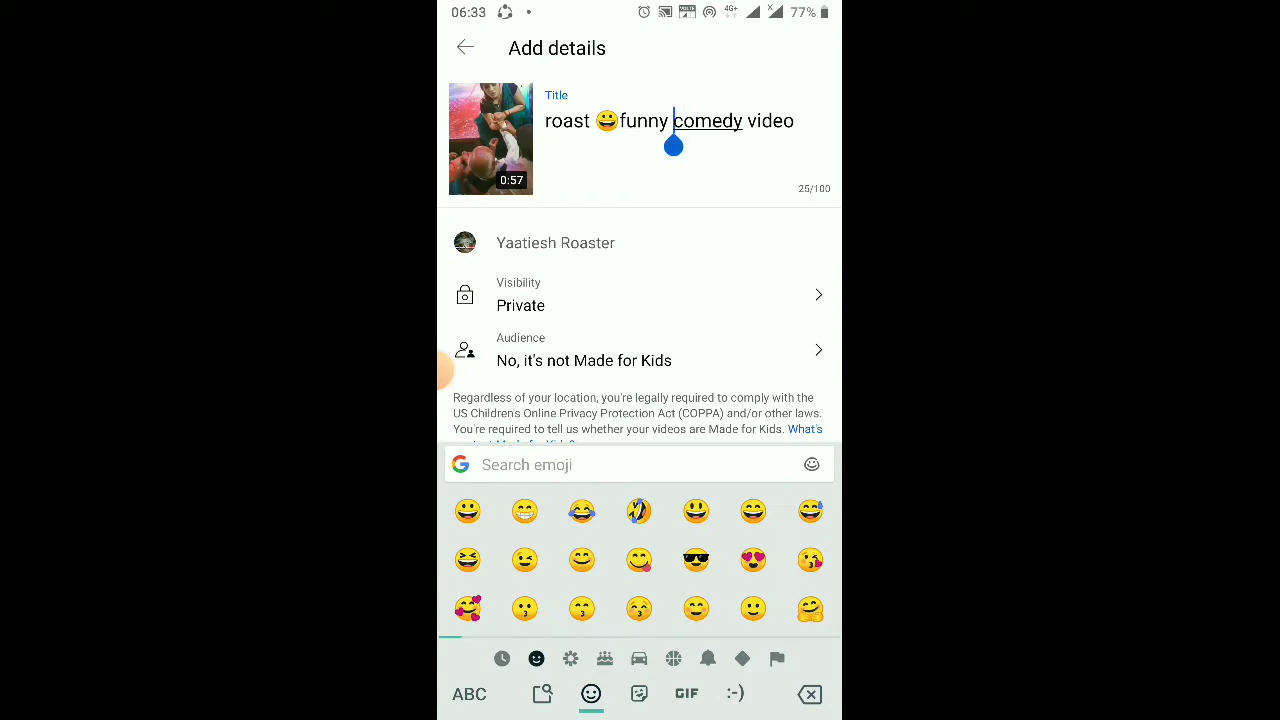 06:33
4G+
77%
Add details
0:57
Title
roast 😀funny comedy video
25/100
Yaatiesh Roaster
Visibility
Private
Audience
No, it's not Made for Kids
Regardless of your location, you're legally required to comply with the
US Children's Online Privacy Protection Act (COPPA) and/or other laws.
You're required to tell us whether your videos are Made for Kids. What's
Search emoji
ABC
GIF
:-)